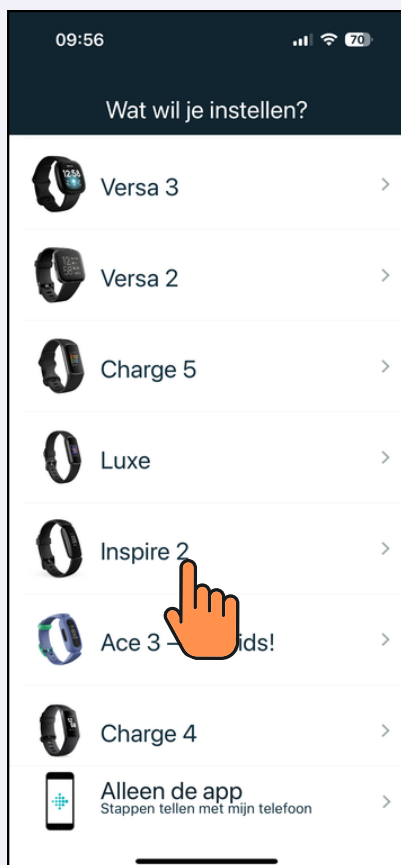 09:56
70
Wat wil je instellen?
Versa 3
Versa 2
Charge 5
Luxe
Inspire 2
Ace 3 – ids!
Charge 4
Alleen de app
Stappen tellen met mijn telefoon